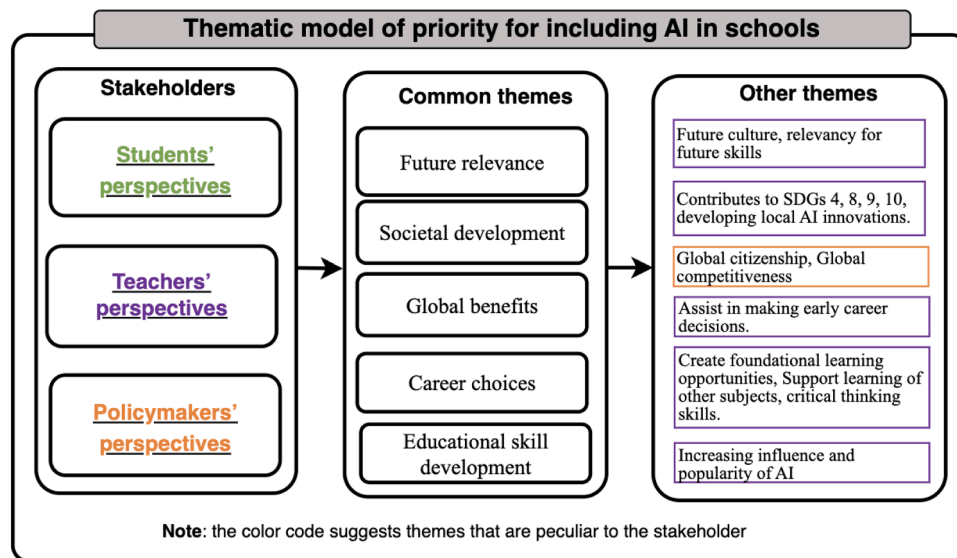 Thematic model of priority for including AI in schools
Stakeholders
Students'
perspectives
Teachers'
perspectives
Policymakers'
perspectives
Common themes
Future relevance
Societal development
Global benefits
Career choices
Educational skill
development
Other themes
Future culture, relevancy for
future skills
Contributes to SDGs 4, 8, 9, 10,
developing local AI innovations.
Global citizenship, Global
competitiveness
Assist in making early career
decisions.
Create foundational learning
opportunities, Support learning of
other subjects, critical thinking
skills.
Increasing influence and
popularity of AI
Note: the color code suggests themes that are peculiar to the stakeholder